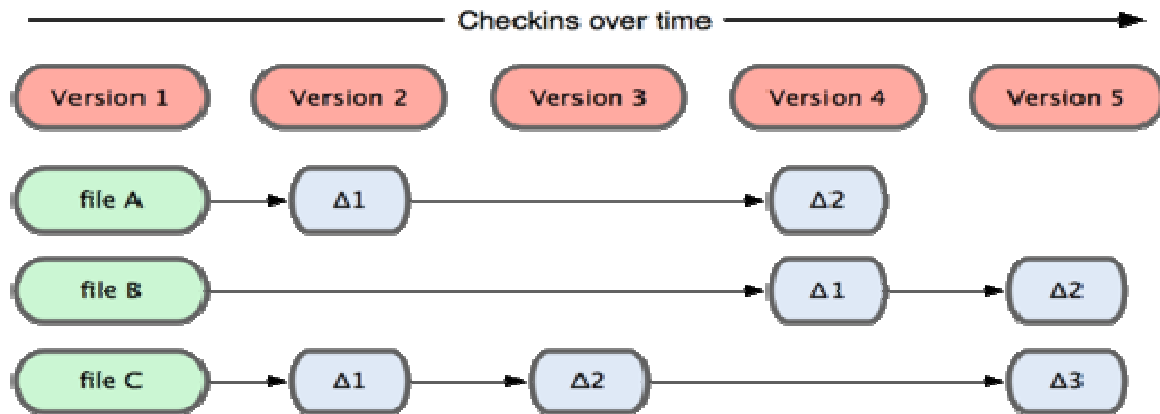 Checkins over time
Version 1 Version 2 Version 3 Version 4 Version 5
file A Δ1 Δ2
file B Δ1 Δ2
file C Δ1 Δ2 Δ3